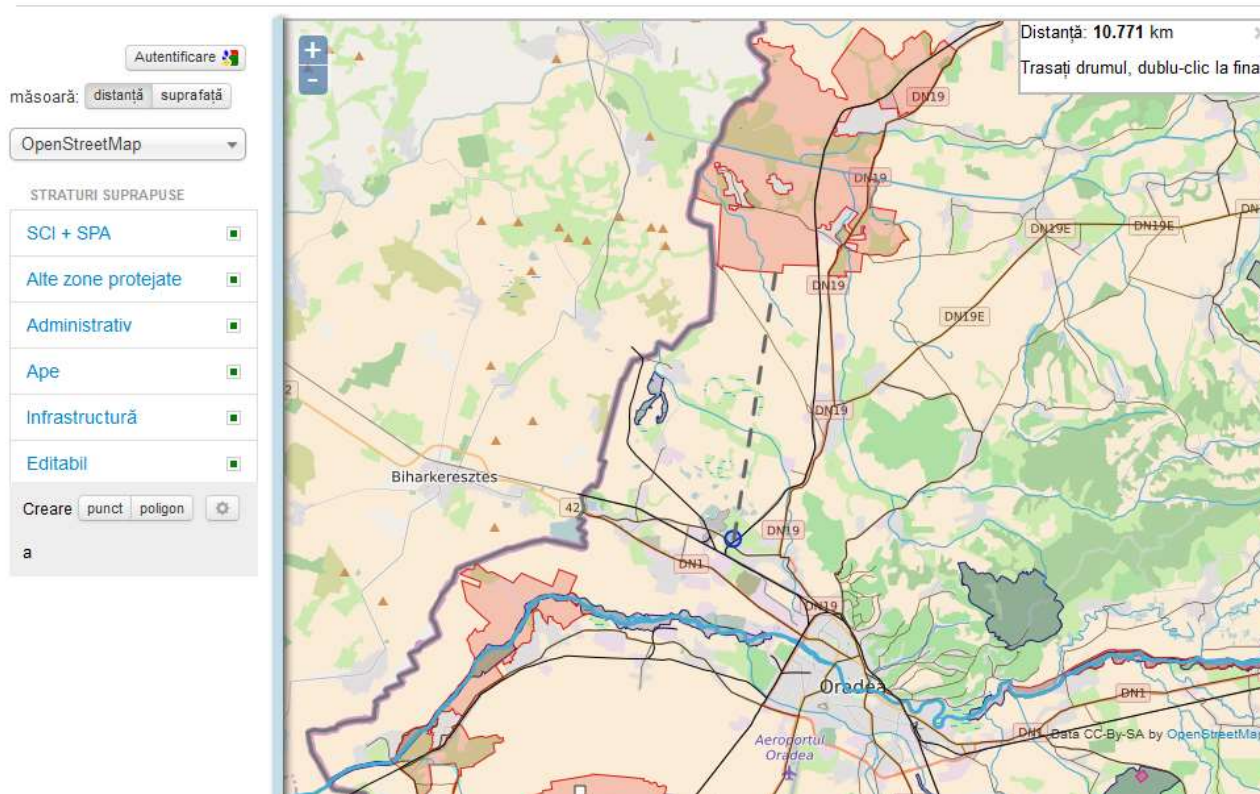 Autentificare
măsoară: distanță suprafață
OpenStreetMap
STRATURI SUPRAPUSE
SCI + SPA
Alte zone protejate
Administrativ
Ape
Infrastructură
Editabil
Creare punct poligon
a
+
-
Distanță: 10.771 km
Trasați drumul, dublu-clic la fina
DN19
DN19
DN19E
DN19E
DN
DN19
DN19E
DN19
Biharkeresztes
42
DN19
DN1
DN19
Oradea
DN1
Aeroportul
Oradea
DN1
Data CC-By-SA by OpenStreetMap